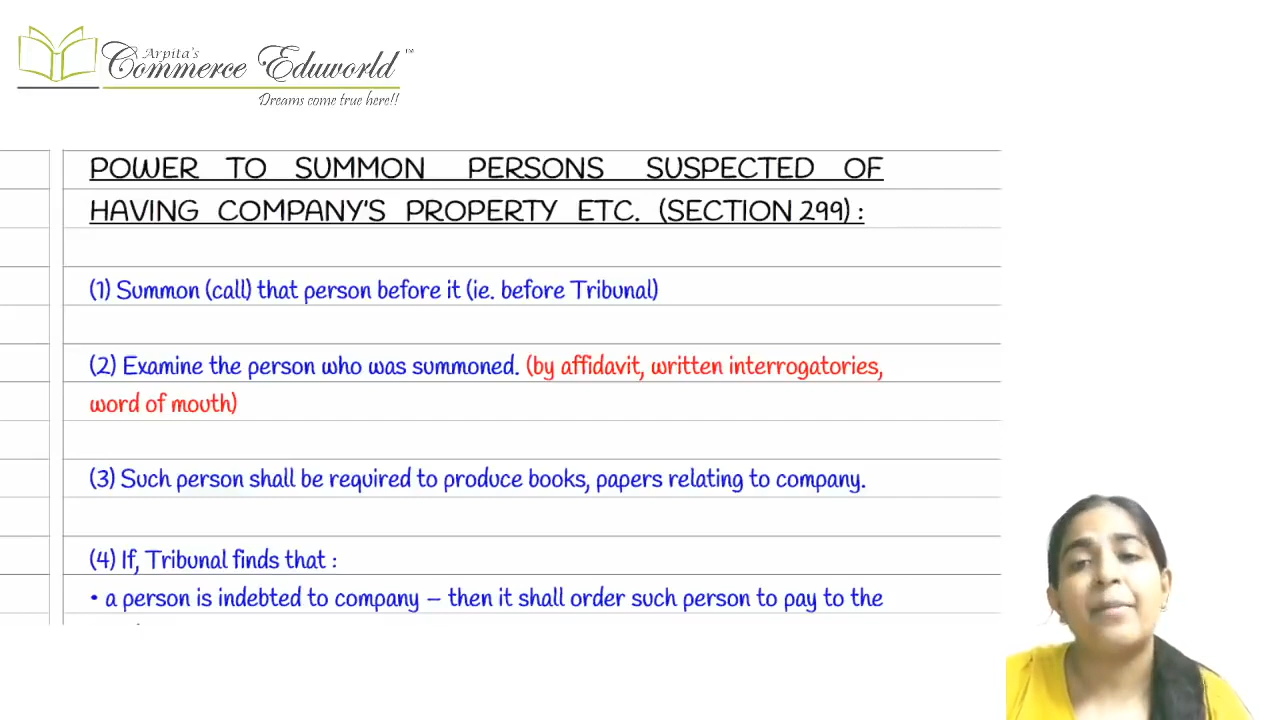 Arpita's
Commerce Eduworld™
Dreams come true here!!
POWER TO SUMMON PERSONS SUSPECTED OF
HAVING COMPANY'S PROPERTY ETC. (SECTION 299) :
(1) Summon (call) that person before it (ie. before Tribunal)
(2) Examine the person who was summoned. (by affidavit, written interrogatories,
word of mouth)
(3) Such person shall be required to produce books, papers relating to company.
(4) If, Tribunal finds that :
• a person is indebted to company – then it shall order such person to pay to the